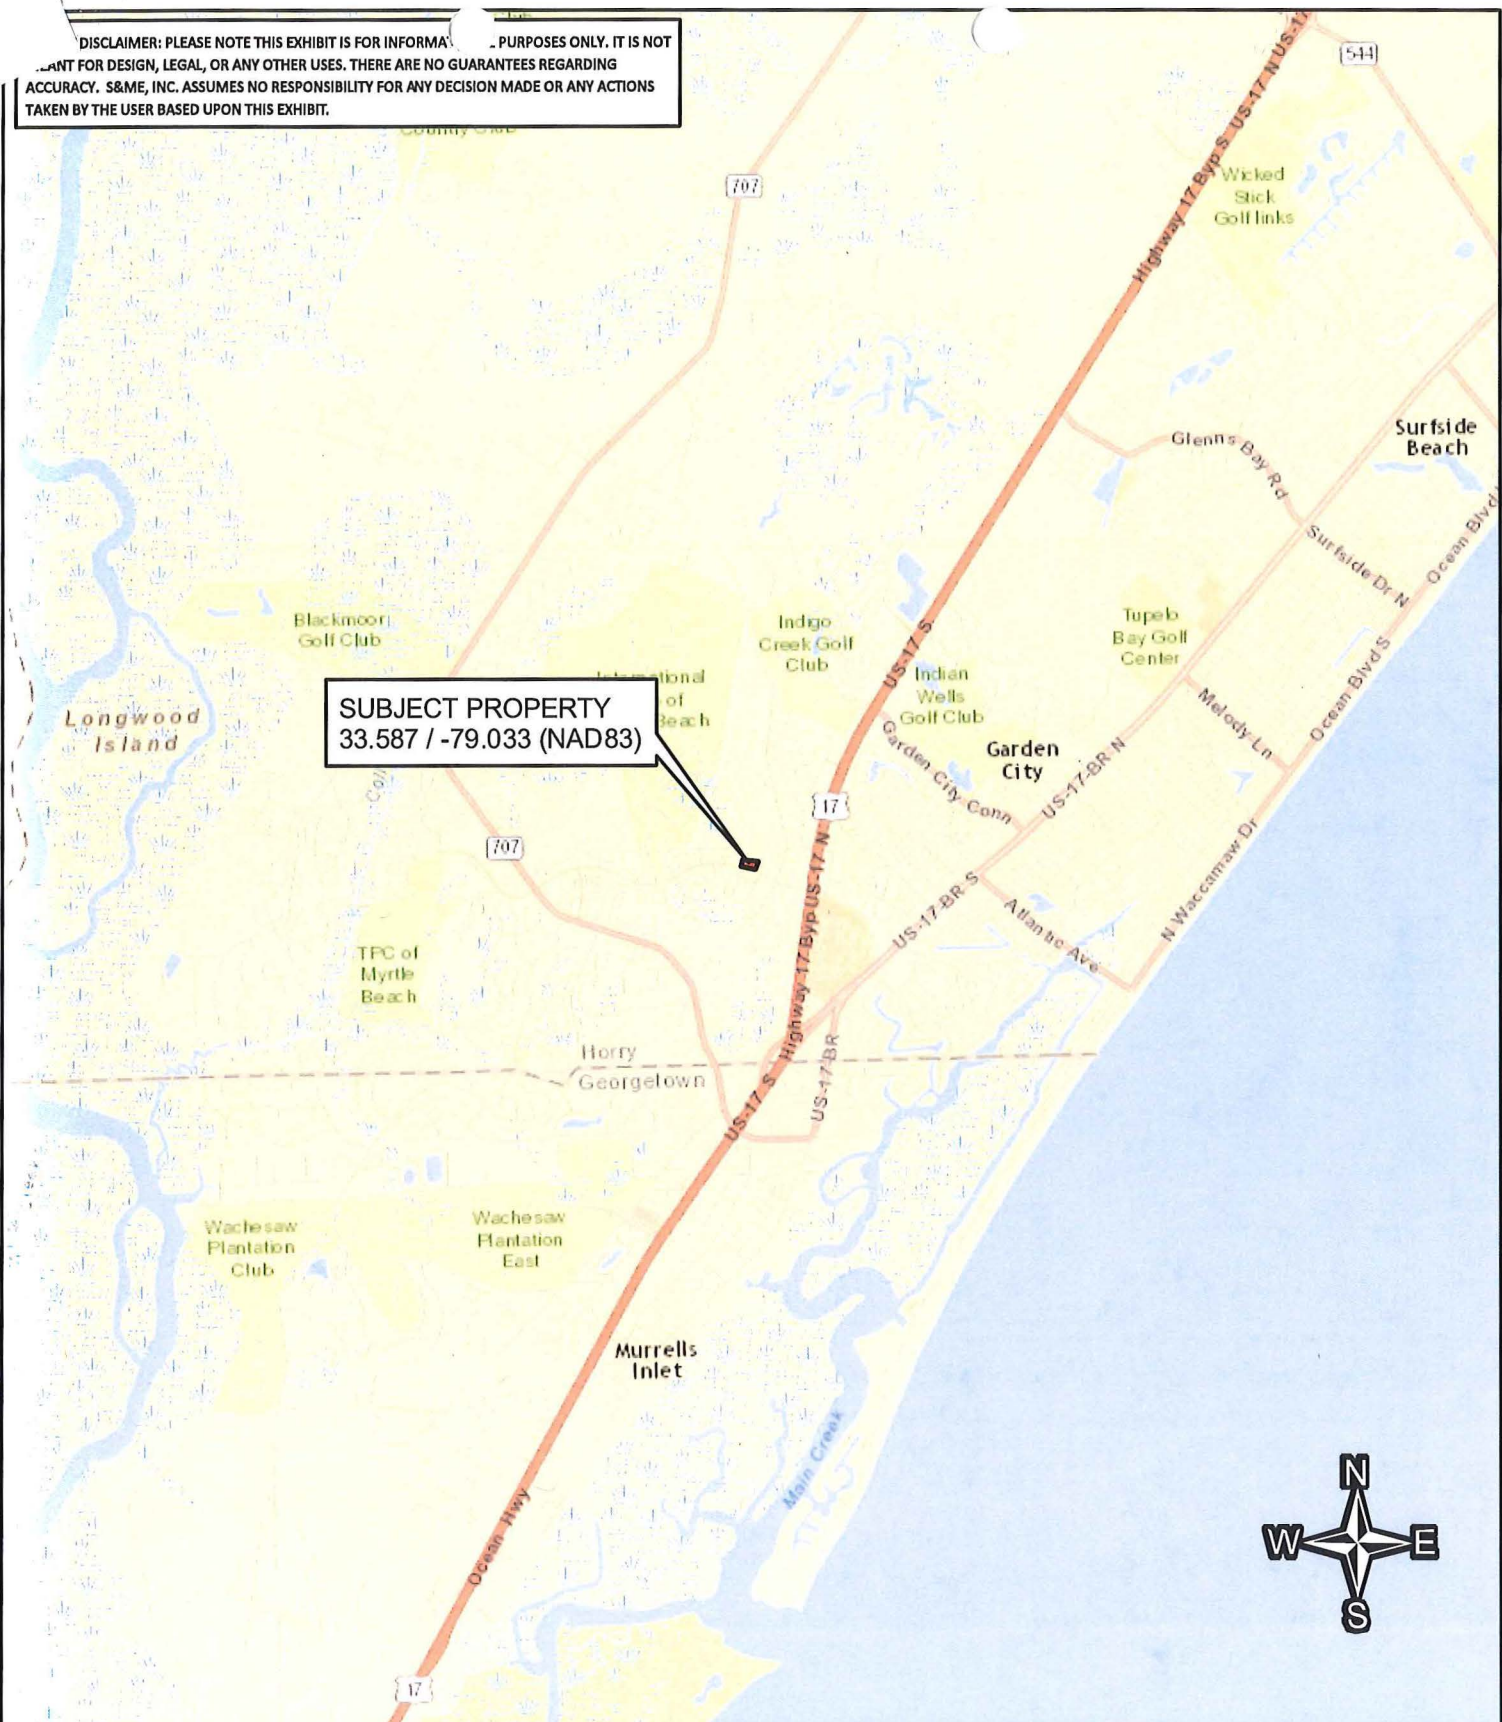 DISCLAIMER: PLEASE NOTE THIS EXHIBIT IS FOR PURPOSES ONLY. IT IS NOT
FOR DESIGN, LEGAL, OR ANY OTHER USES. THERE ARE NO GUARANTEES REGARDING
ACCURACY. S&ME, INC. ASSUMES NO RESPONSIBILITY FOR ANY DECISION MADE OR ANY ACTIONS
TAKEN BY THE USER BASED UPON THIS EXHIBIT.
Club
Country Club
544
US-17 N US-17
Highway 17 Byp S
707
Wicked
Stick
Golf links
Surfside
Beach
Glenns Bay Rd
Surfside Dr N
Ocean Blvd
Blackmoor
Golf Club
Indigo
Creek Golf
Club
Tupelo
Bay Golf
Center
US-17 S
Ocean Blvd S
Indian
Wells
Golf Club
of
Beach
SUBJECT PROPERTY
33.587 / -79.033 (NAD83)
Longwood
Island
Melody Ln
Garden
City
Garden City Conn
US-17-BR N
17
707
N Waccamaw Dr
US-17-BR S
Atlantic Ave
Highway 17 Byp US-17 N
TPC of
Myrtle
Beach
Horry
Georgetown
US-17 S
US-17-BR
Wachesaw
Plantation
Club
Wachesaw
Plantation
East
Murrells
Inlet
Main Creek
Ocean Hwy
17
N
W E
S